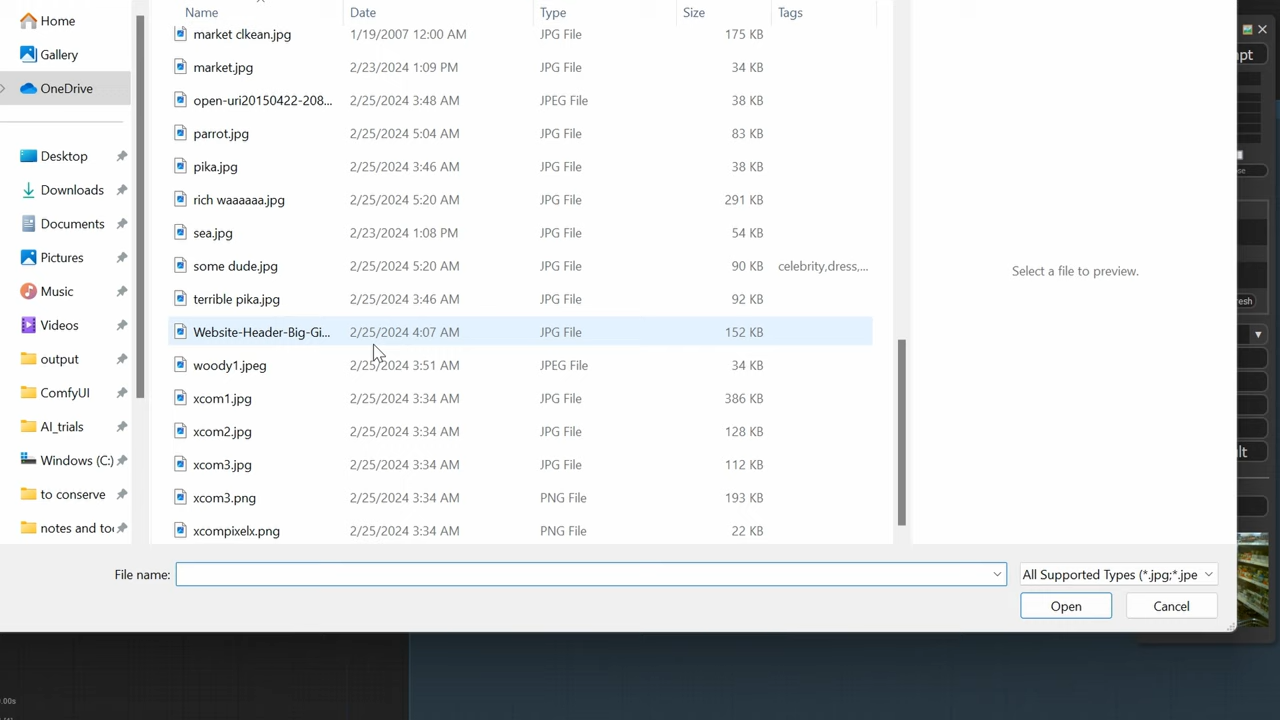 Name Date Type Size Tags
Home
Gallery
OneDrive
Desktop
Downloads
Documents
Pictures
Music
Videos
output
ComfyUI
AI_trials
Windows (C:)
to conserve
notes and too
market clkean.jpg 1/19/2007 12:00 AM JPG File 175 KB
market.jpg 2/23/2024 1:09 PM JPG File 34 KB
open-uri20150422-208... 2/25/2024 3:48 AM JPEG File 38 KB
parrot.jpg 2/25/2024 5:04 AM JPG File 83 KB
pika.jpg 2/25/2024 3:46 AM JPG File 38 KB
rich waaaaaa.jpg 2/25/2024 5:20 AM JPG File 291 KB
sea.jpg 2/23/2024 1:08 PM JPG File 54 KB
some dude.jpg 2/25/2024 5:20 AM JPG File 90 KB celebrity,dress,...
terrible pika.jpg 2/25/2024 3:46 AM JPG File 92 KB
Website-Header-Big-Gi... 2/25/2024 4:07 AM JPG File 152 KB
woody1.jpeg 2/25/2024 3:51 AM JPEG File 34 KB
xcom1.jpg 2/25/2024 3:34 AM JPG File 386 KB
xcom2.jpg 2/25/2024 3:34 AM JPG File 128 KB
xcom3.jpg 2/25/2024 3:34 AM JPG File 112 KB
xcom3.png 2/25/2024 3:34 AM PNG File 193 KB
xcompixelx.png 2/25/2024 3:34 AM PNG File 22 KB
Select a file to preview.
File name:
All Supported Types (*.jpg;*.jpe
Open Cancel